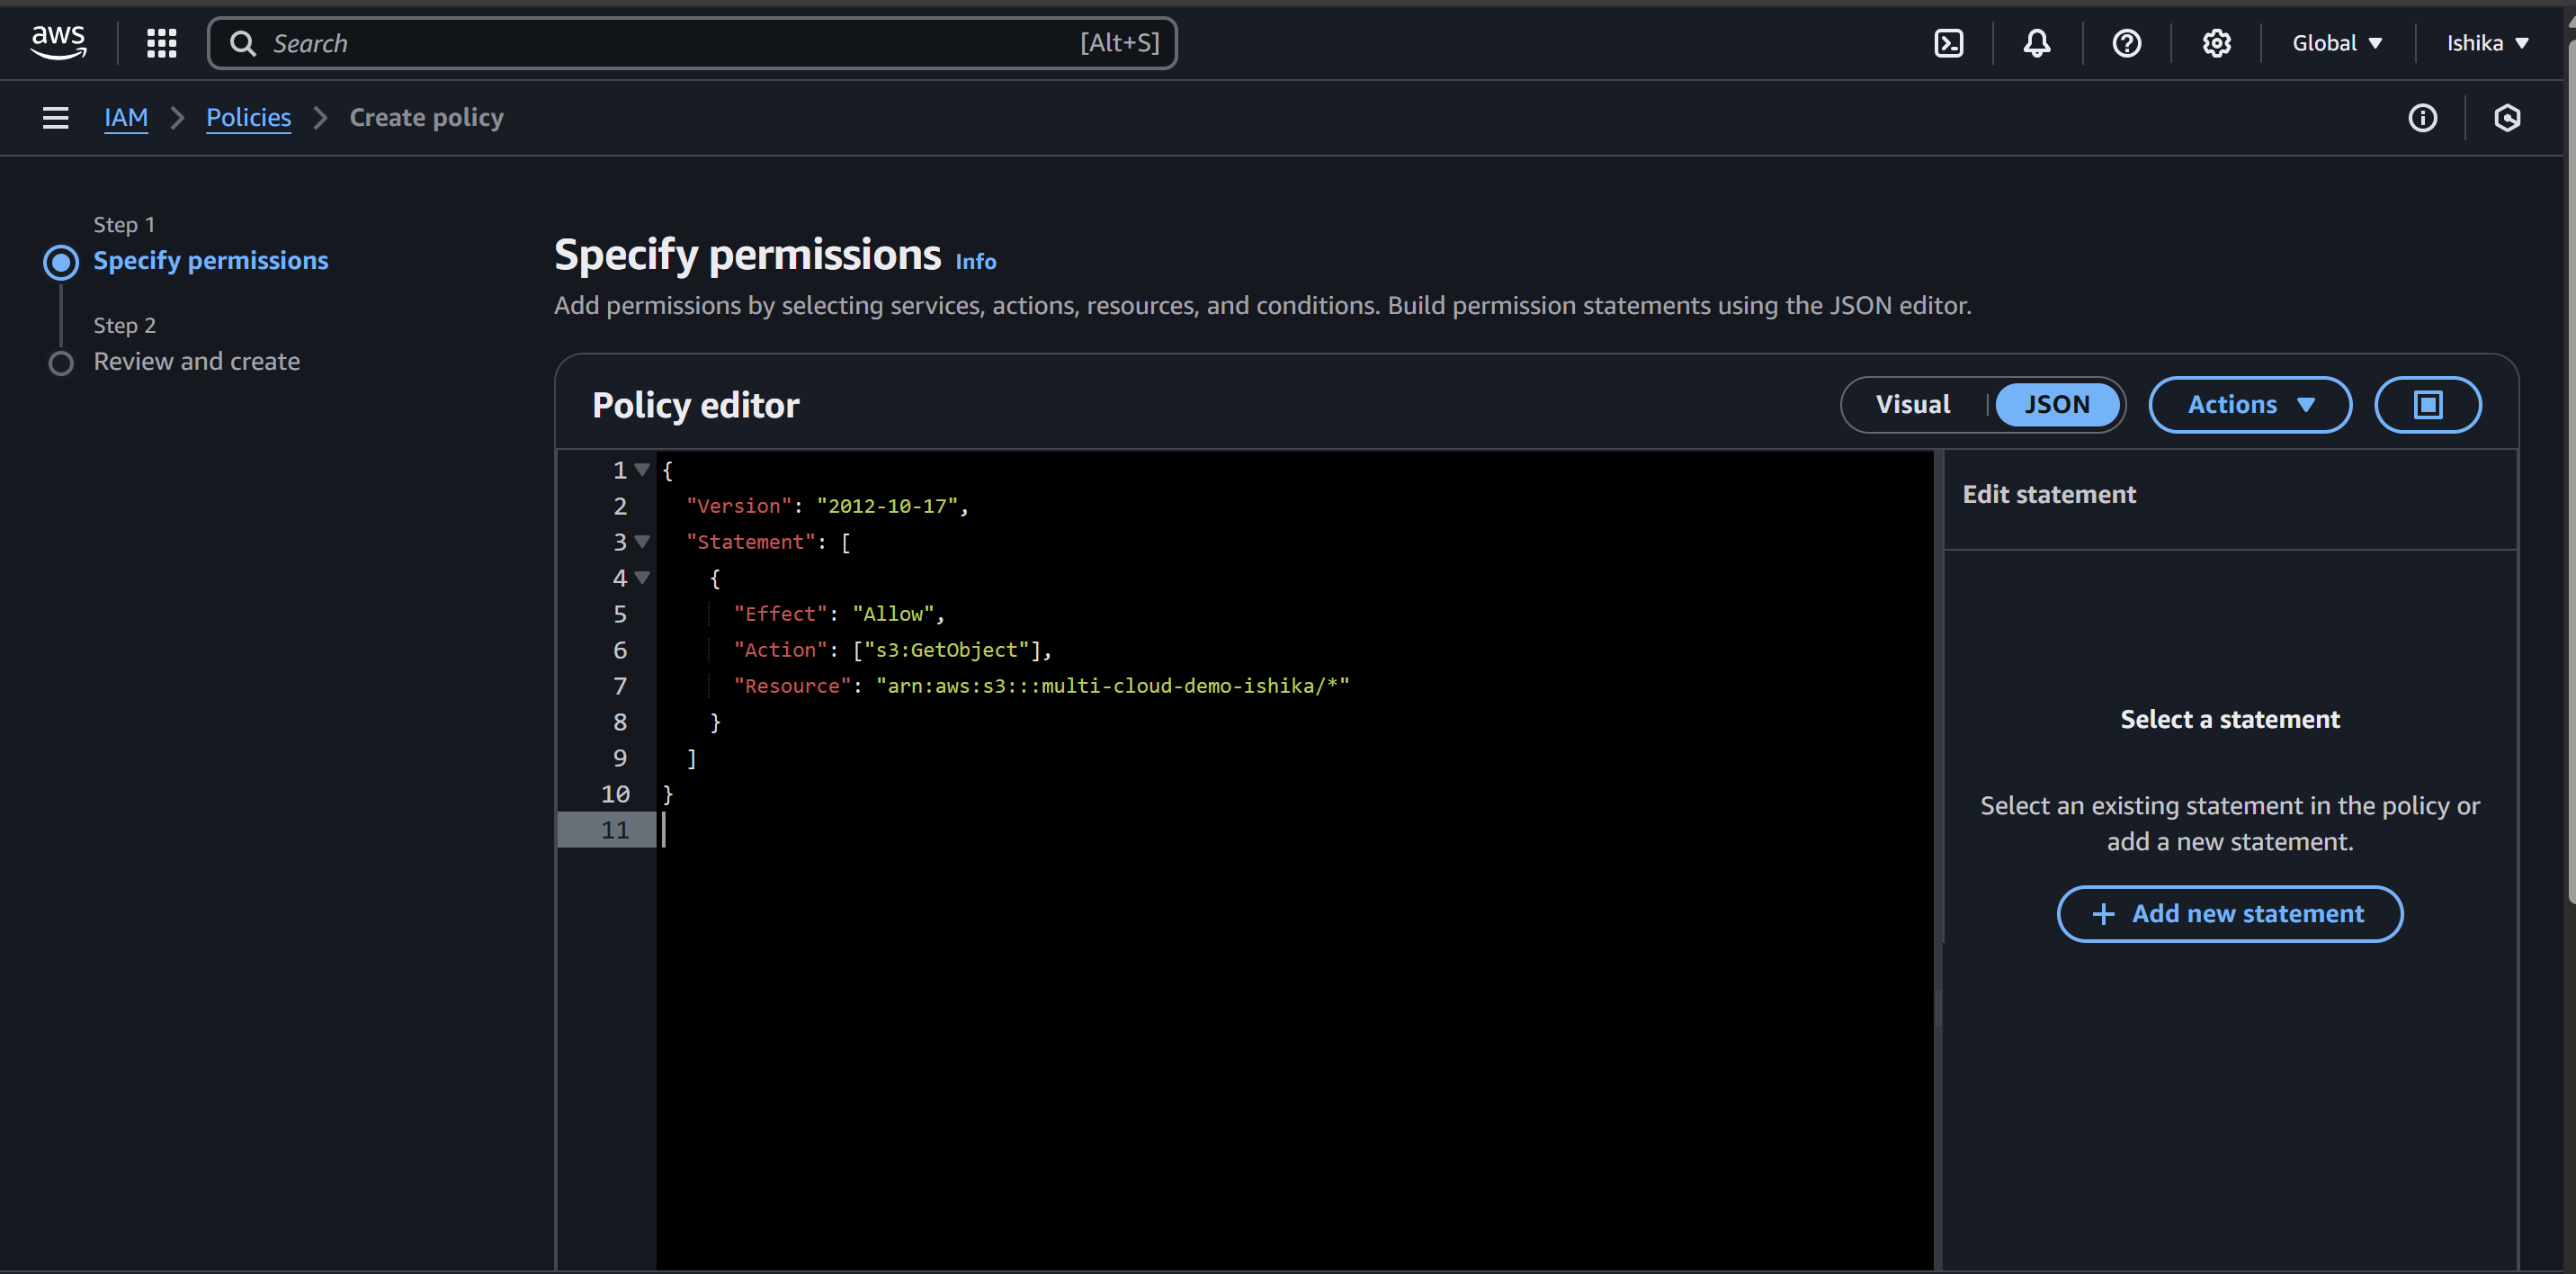 aws
Search [Alt+S]
Global
Ishika
IAM
Policies
Create policy
Step 1
Specify permissions
Step 2
Review and create
Specify permissions Info
Add permissions by selecting services, actions, resources, and conditions. Build permission statements using the JSON editor.
Policy editor
Visual
JSON
Actions
1 {
2 "Version": "2012-10-17",
3 "Statement": [
4 {
5 "Effect": "Allow",
6 "Action": ["s3:GetObject"],
7 "Resource": "arn:aws:s3:::multi-cloud-demo-ishika/*"
8 }
9 ]
10 }
11
Edit statement
Select a statement
Select an existing statement in the policy or
add a new statement.
+ Add new statement